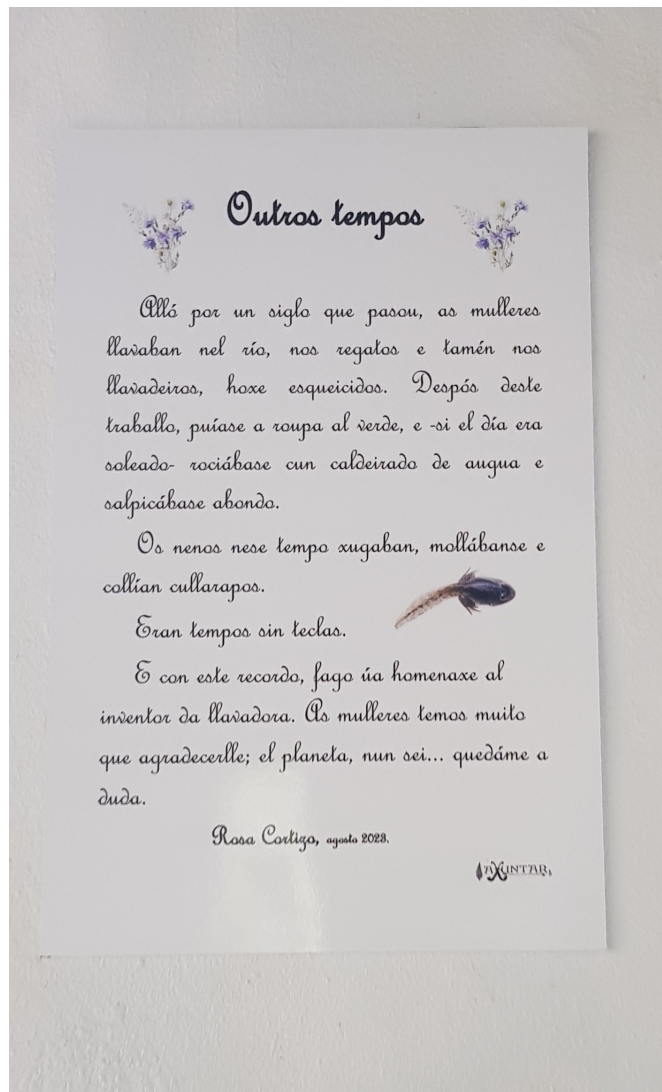 Outros tempos
Alló por un siglo que pasou, as mulleres
llavaban nel río, nos regatos e tamén nos
llavadeiros, hoxe esqueicidos. Despós deste
traballo, puíase a roupa al verde, e -si el día era
soleado- rociábase cun caldeirado de augua e
salpicábase abondo.
Os nenos nese tempo xugaban, mollábanse e
collían cullarapos.
Eran tempos sin teclas.
E con este recordo, fago úa homenaxe al
inventor da llavadora. As mulleres temos muito
que agradecerlle; el planeta, nun sei... quedáme a
duda.
Rosa Cortizo, agosto 2023.
AXUNTAR